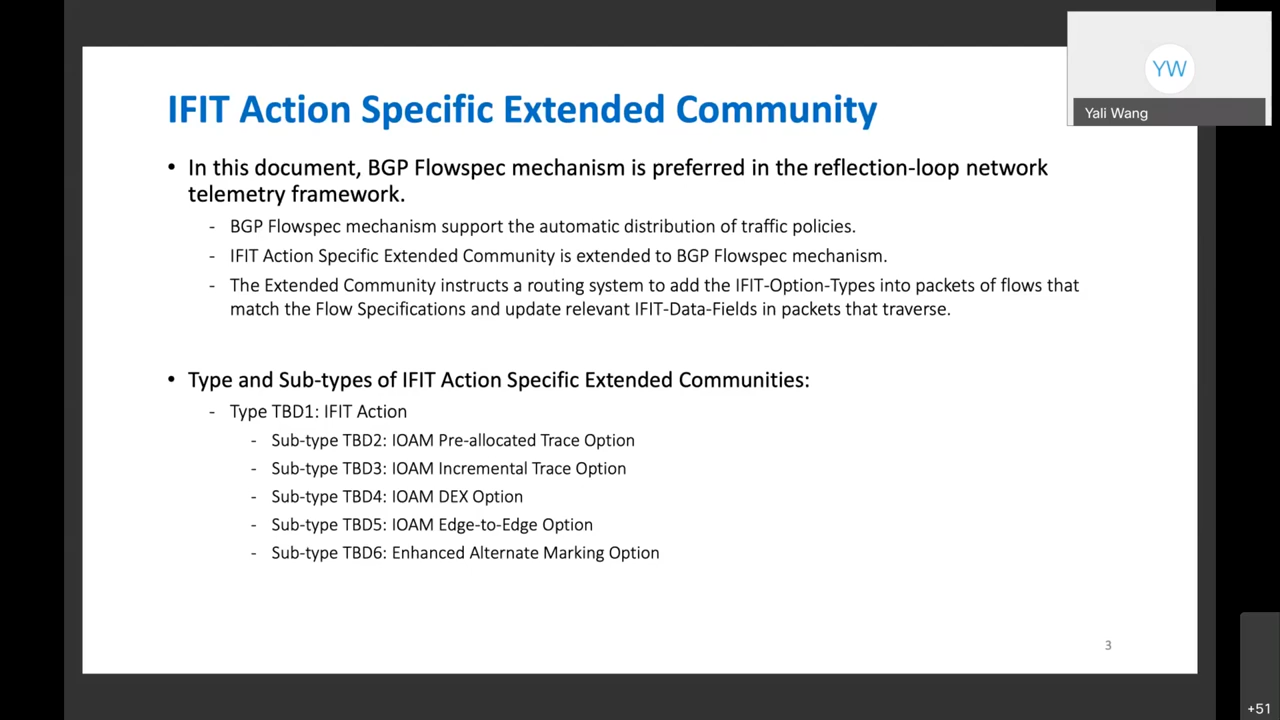 YW
Yali Wang
IFIT Action Specific Extended Community
• In this document, BGP Flowspec mechanism is preferred in the reflection-loop network
telemetry framework.
- BGP Flowspec mechanism support the automatic distribution of traffic policies.
- IFIT Action Specific Extended Community is extended to BGP Flowspec mechanism.
- The Extended Community instructs a routing system to add the IFIT-Option-Types into packets of flows that
match the Flow Specifications and update relevant IFIT-Data-Fields in packets that traverse.
• Type and Sub-types of IFIT Action Specific Extended Communities:
- Type TBD1: IFIT Action
- Sub-type TBD2: IOAM Pre-allocated Trace Option
- Sub-type TBD3: IOAM Incremental Trace Option
- Sub-type TBD4: IOAM DEX Option
- Sub-type TBD5: IOAM Edge-to-Edge Option
- Sub-type TBD6: Enhanced Alternate Marking Option
3
+51